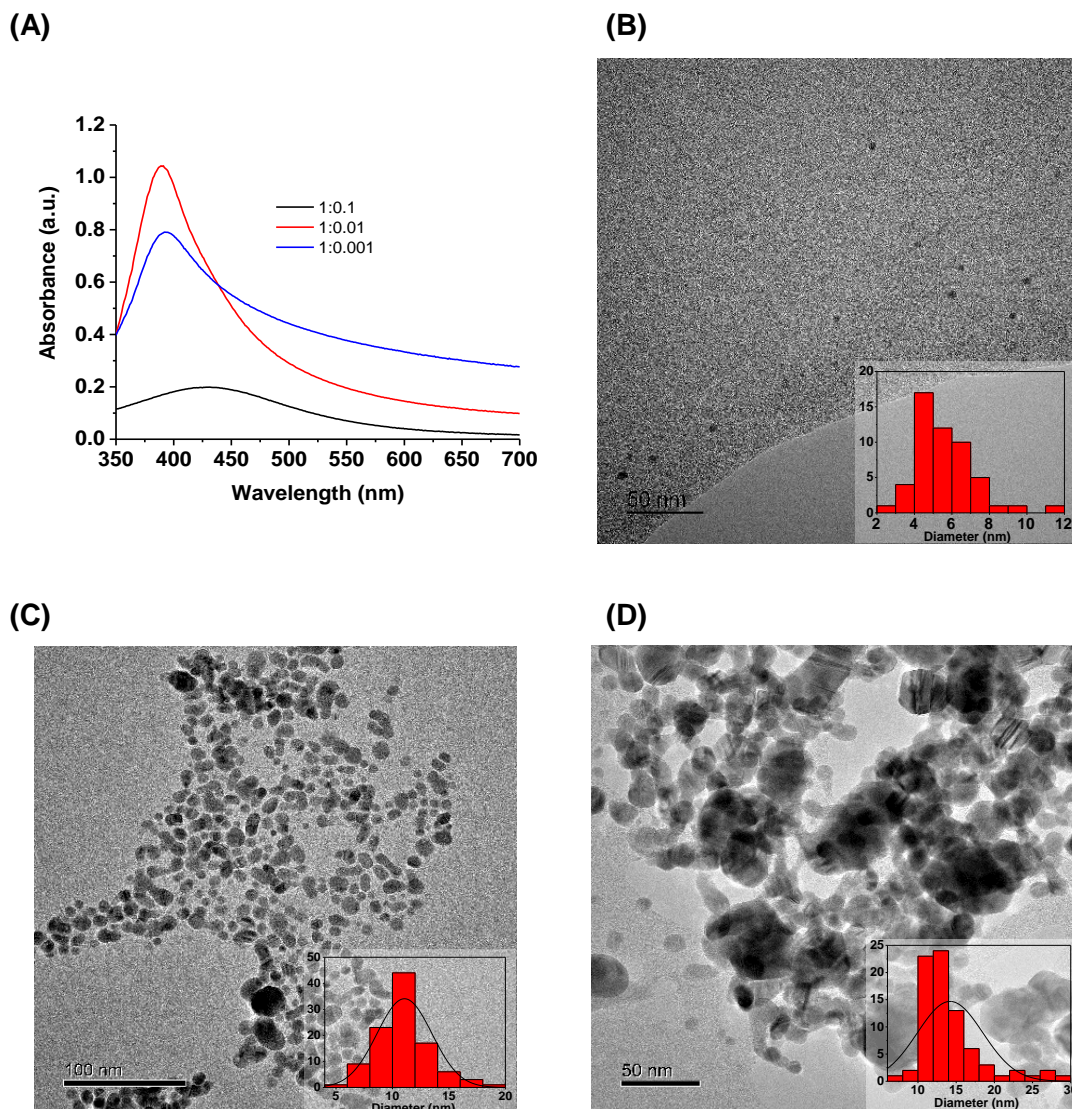 (A)
1.2
1.0
0.8
0.6
0.4
0.2
0.0
350 400 450 500 550 600 650 700
Absorbance (a.u.)
Wavelength (nm)
1:0.1
1:0.01
1:0.001
(B)
50 nm
20
15
10
5
0
2 4 6 8 10 12
Diameter (nm)
(C)
100 nm
50
40
30
20
10
0
5 10 15 20
Diameter (nm)
(D)
50 nm
25
20
15
10
5
0
10 15 20 25 30
Diameter (nm)